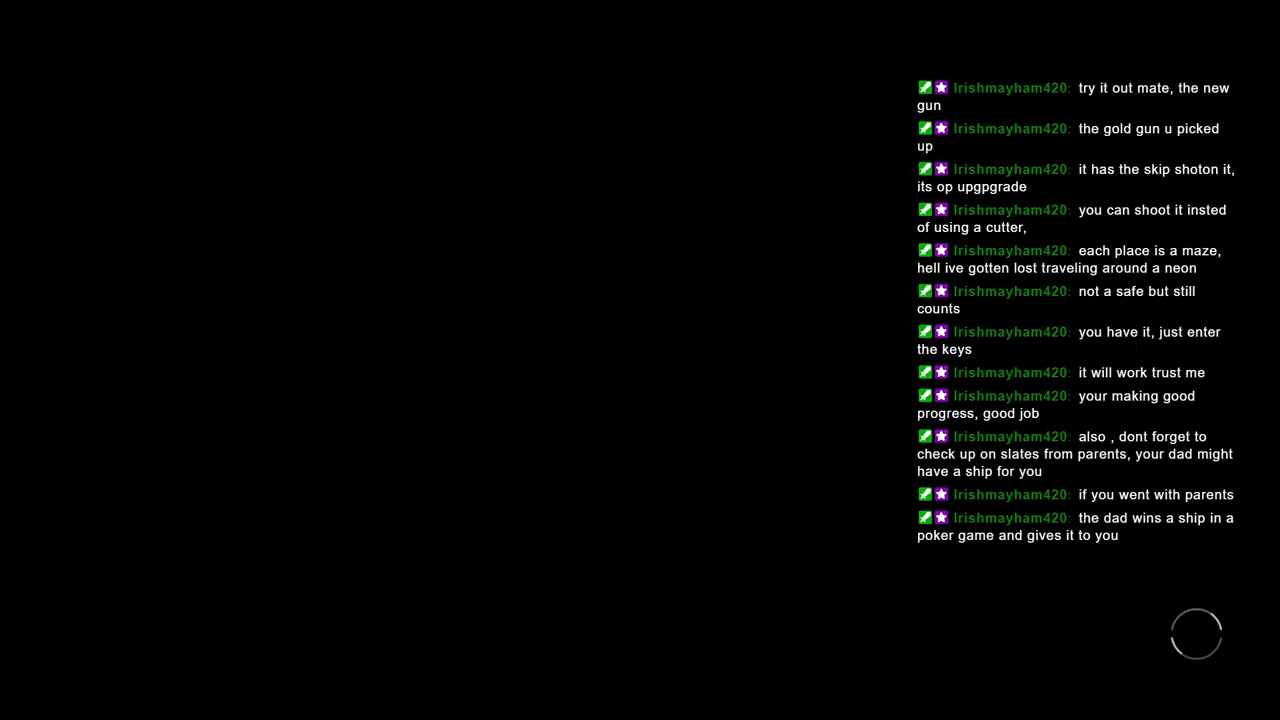 Irishmayham420: try it out mate, the new
gun
Irishmayham420: the gold gun u picked
up
Irishmayham420: it has the skip shoton it,
its op upgpgrade
Irishmayham420: you can shoot it insted
of using a cutter,
Irishmayham420: each place is a maze,
hell ive gotten lost traveling around a neon
Irishmayham420: not a safe but still
counts
Irishmayham420: you have it, just enter
the keys
Irishmayham420: it will work trust me
Irishmayham420: your making good
progress, good job
Irishmayham420: also , dont forget to
check up on slates from parents, your dad might
have a ship for you
Irishmayham420: if you went with parents
Irishmayham420: the dad wins a ship in a
poker game and gives it to you